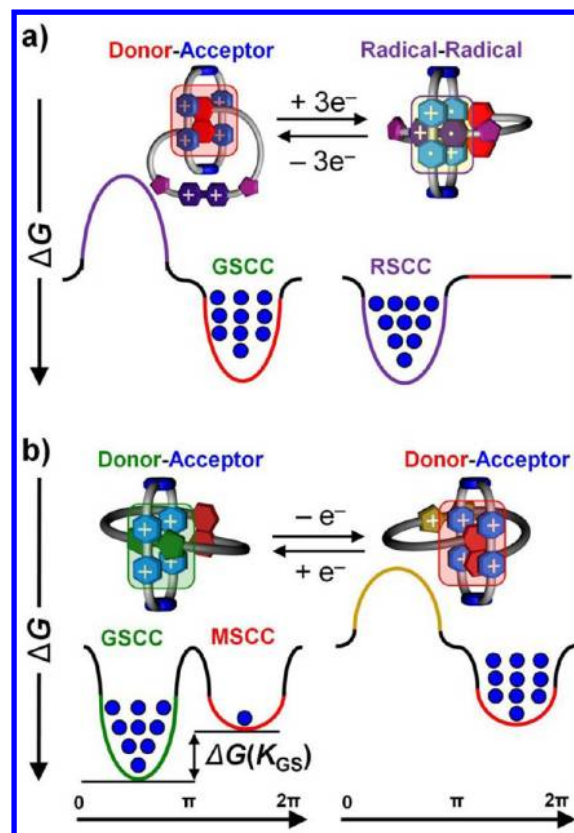 a)
Donor-Acceptor Radical-Radical
+ 3e⁻
− 3e⁻
+ + + + + +
+ + · ·
ΔG
GSCC RSCC
b)
Donor-Acceptor Donor-Acceptor
− e⁻
+ e⁻
+ + + + + + + + +
ΔG
GSCC MSCC
ΔG(K_GS)
0 π 2π 0 π 2π